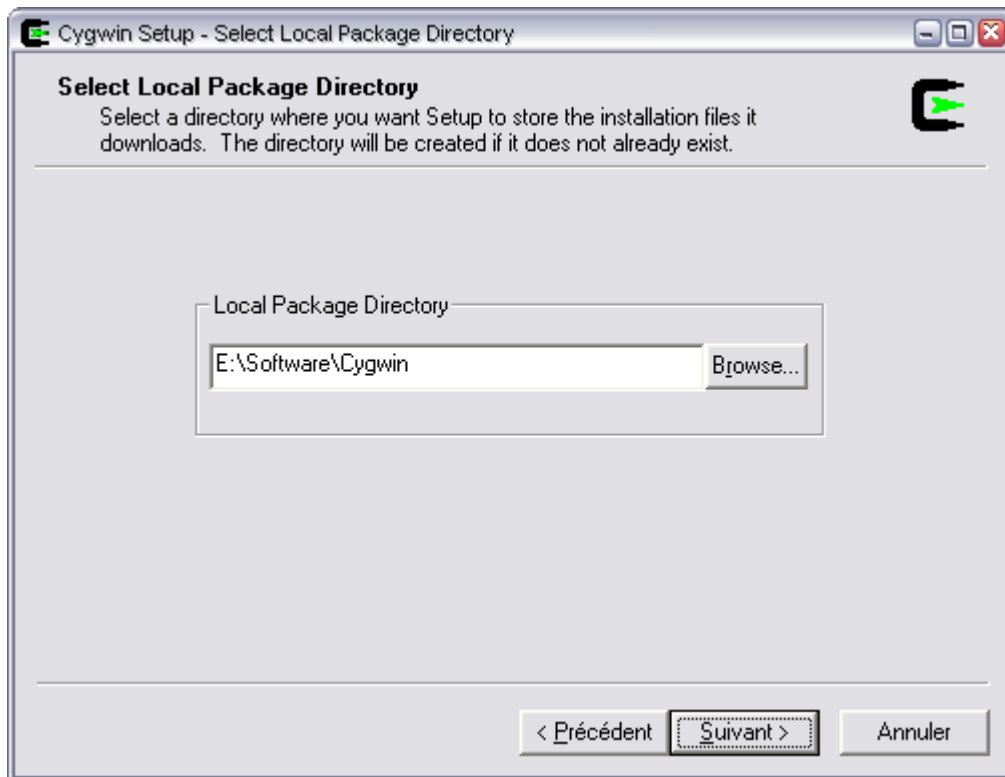 Cygwin Setup - Select Local Package Directory
Select Local Package Directory
Select a directory where you want Setup to store the installation files it
downloads.  The directory will be created if it does not already exist.
Local Package Directory
E:\Software\Cygwin
Browse...
< Précédent
Suivant >
Annuler